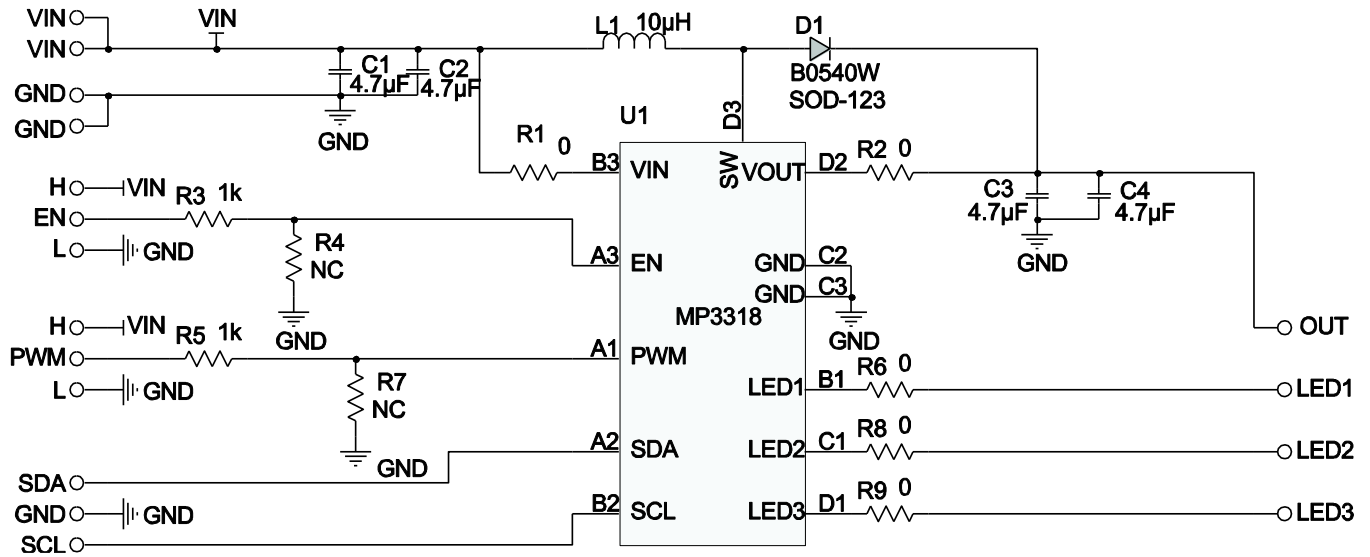 VIN
VIN
VIN
GND
GND
C1
4.7µF
C2
4.7µF
GND
L1 10µH
D1
B0540W
SOD-123
U1
D3
SW
R1 0
B3 VIN
VOUT D2 R2 0
C3
4.7µF
C4
4.7µF
GND
H VIN
EN R3 1k
L GND
R4
NC
GND
A3 EN
GND C2
GND C3
GND
MP3318
OUT
H VIN
PWM R5 1k
L GND
R7
NC
GND
A1 PWM
LED1 B1 R6 0 LED1
SDA A2 SDA
LED2 C1 R8 0 LED2
GND GND
SCL B2 SCL
LED3 D1 R9 0 LED3